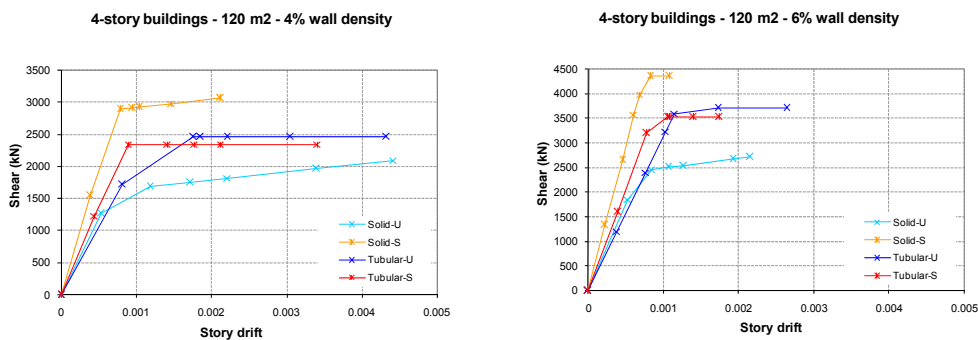 4-story buildings - 120 m2 - 4% wall density
3500
3000
2500
2000
1500
1000
500
0
Shear (kN)
0
0.001
0.002
0.003
0.004
0.005
Story drift
Solid-U
Solid-S
Tubular-U
Tubular-S
4-story buildings - 120 m2 - 6% wall density
4500
4000
3500
3000
2500
2000
1500
1000
500
0
Shear (kN)
0
0.001
0.002
0.003
0.004
0.005
Story drift
Solid-U
Solid-S
Tubular-U
Tubular-S